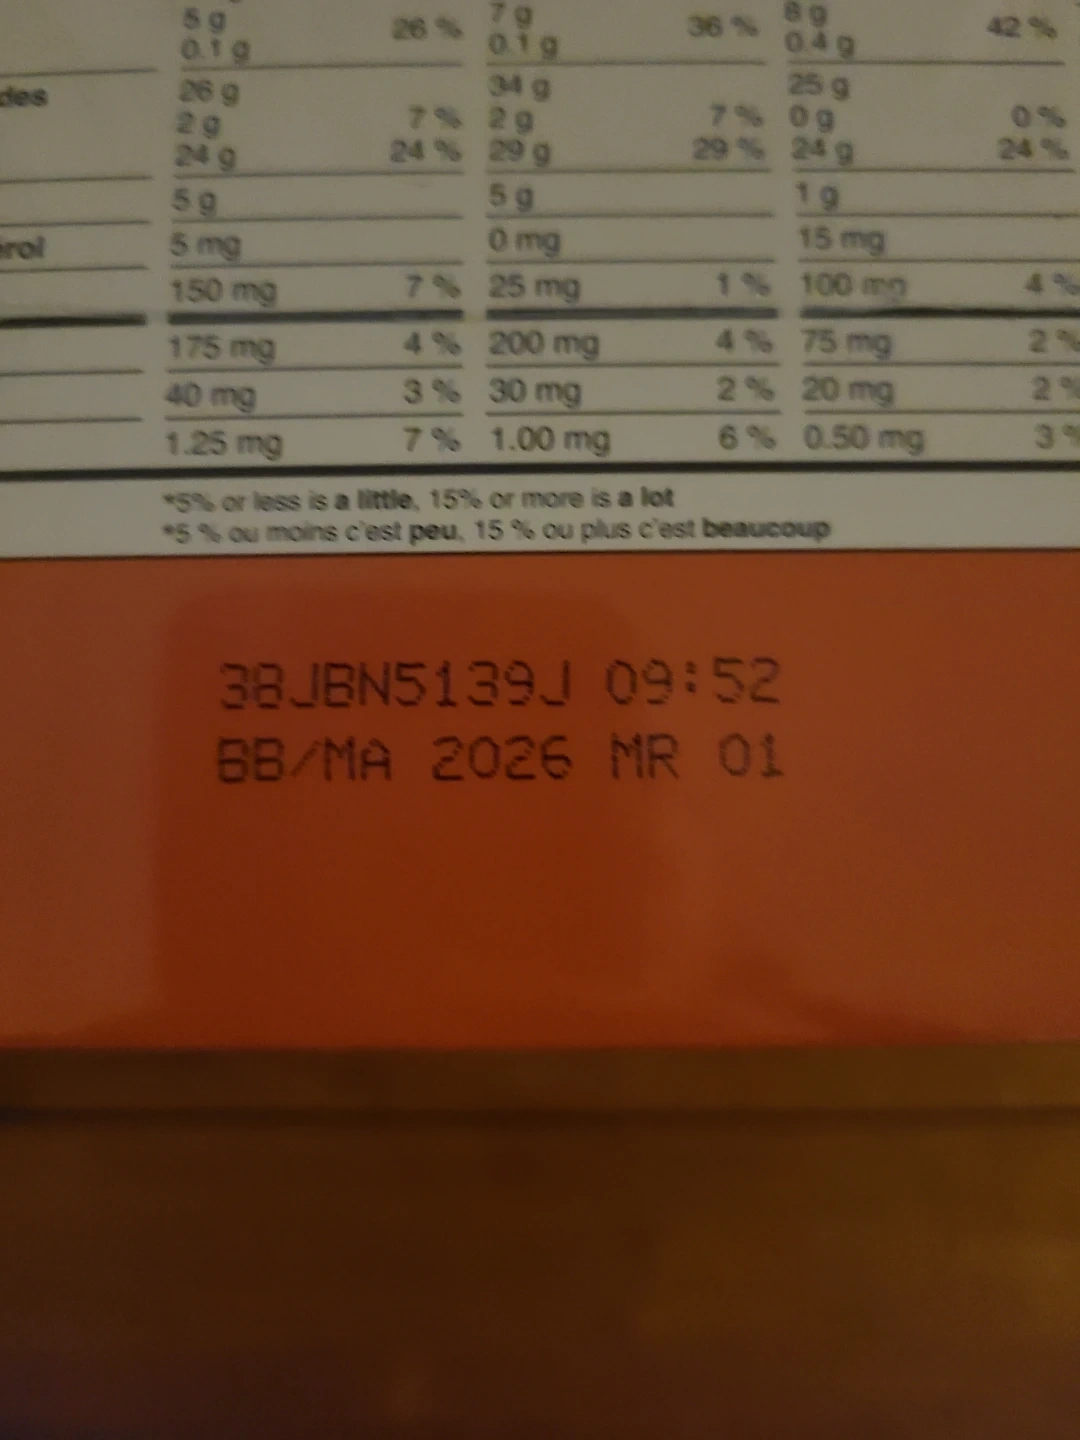 5 g 26 % 7 g 36 % 8 g 42 %
0.1 g 0.1 g 0.4 g
des 26 g 34 g 25 g
2 g 7 % 2 g 7 % 0 g 0 %
24 g 24 % 29 g 29 % 24 g 24 %
5 g 5 g 1 g
érol 5 mg 0 mg 15 mg
150 mg 7 % 25 mg 1 % 100 mg 4 %
175 mg 4 % 200 mg 4 % 75 mg 2 %
40 mg 3 % 30 mg 2 % 20 mg 2 %
1.25 mg 7 % 1.00 mg 6 % 0.50 mg 3 %
*5% or less is a little, 15% or more is a lot
*5 % ou moins c'est peu, 15 % ou plus c'est beaucoup
38JBN5139J 09:52
BB/MA 2026 MR 01